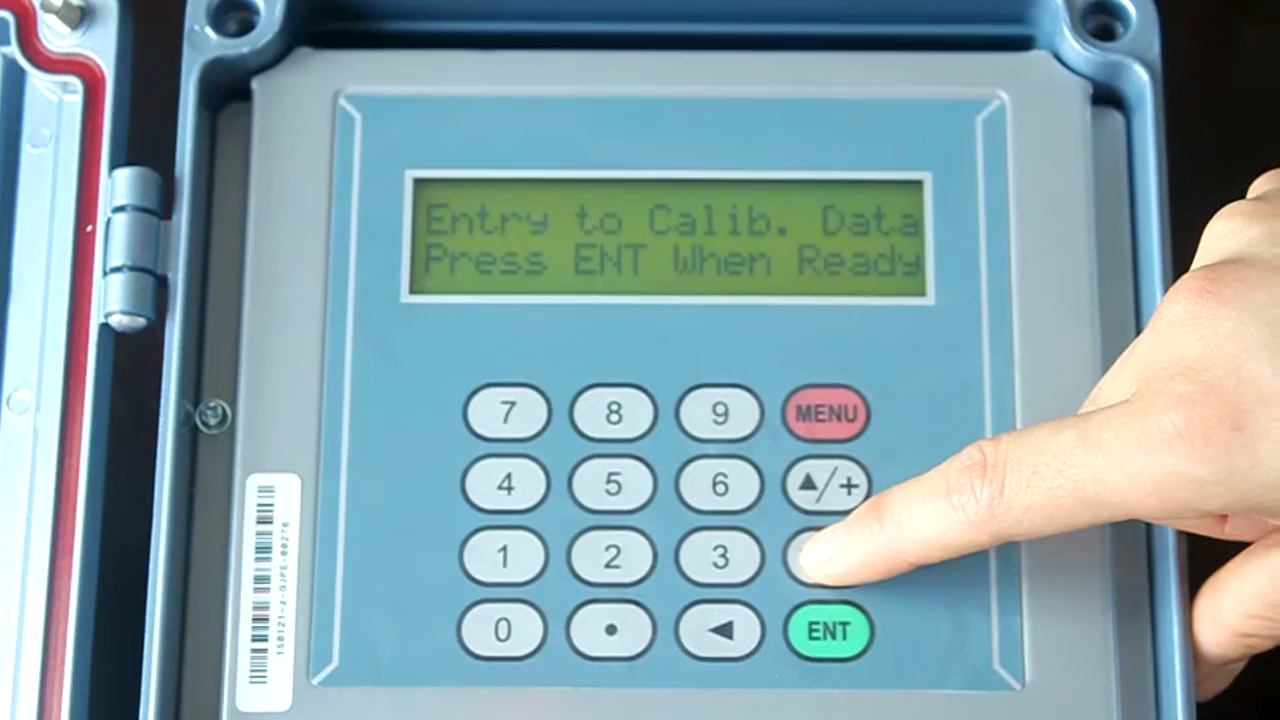 Entry to Calib. Data
Press ENT When Ready
7 8 9 MENU
4 5 6 ▲/+
1 2 3
0 • ◀ ENT